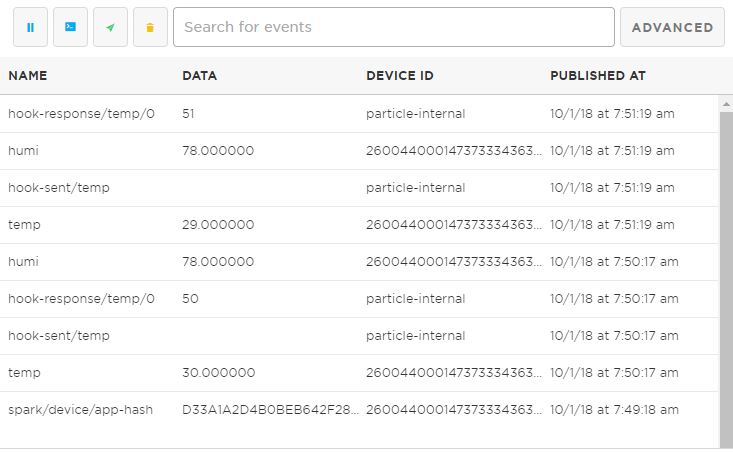 Search for events ADVANCED
NAME DATA DEVICE ID PUBLISHED AT
hook-response/temp/0 51 particle-internal 10/1/18 at 7:51:19 am
humi 78.000000 260044000147373334363... 10/1/18 at 7:51:19 am
hook-sent/temp particle-internal 10/1/18 at 7:51:19 am
temp 29.000000 260044000147373334363... 10/1/18 at 7:51:19 am
humi 78.000000 260044000147373334363... 10/1/18 at 7:50:17 am
hook-response/temp/0 50 particle-internal 10/1/18 at 7:50:17 am
hook-sent/temp particle-internal 10/1/18 at 7:50:17 am
temp 30.000000 260044000147373334363... 10/1/18 at 7:50:17 am
spark/device/app-hash D33A1A2D4B0BEB642F28... 260044000147373334363... 10/1/18 at 7:49:18 am